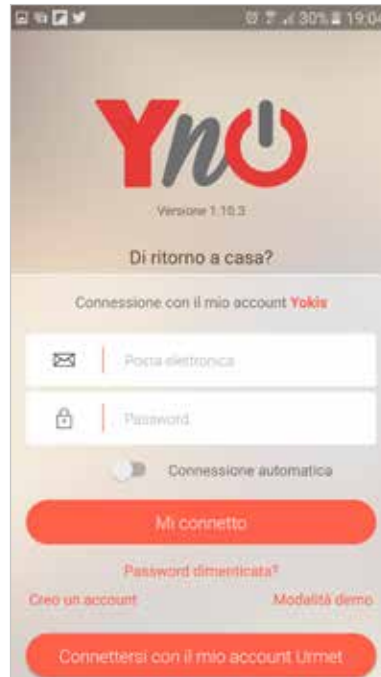 30% 19:04
YnO
Versione 1.10.3
Di ritorno a casa?
Connessione con il mio account Yokis
Posta elettronica
Password
Connessione automatica
Mi connetto
Password dimenticata?
Creo un account
Modalità demo
Connettersi con il mio account Urmet